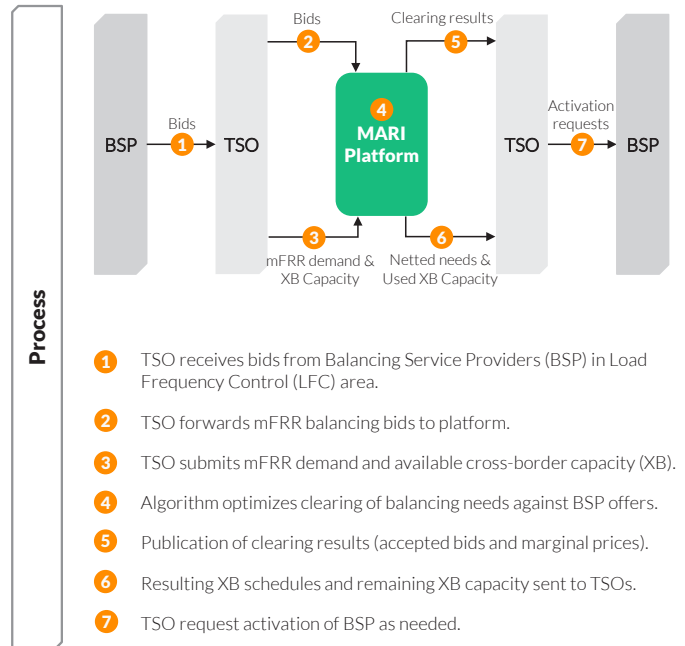 Process
Bids
2
Clearing results
5
BSP
Bids
1
TSO
4
MARI
Platform
TSO
Activation
requests
7
BSP
3
mFRR demand &
XB Capacity
6
Netted needs &
Used XB Capacity
1 TSO receives bids from Balancing Service Providers (BSP) in Load
Frequency Control (LFC) area.
2 TSO forwards mFRR balancing bids to platform.
3 TSO submits mFRR demand and available cross-border capacity (XB).
4 Algorithm optimizes clearing of balancing needs against BSP offers.
5 Publication of clearing results (accepted bids and marginal prices).
6 Resulting XB schedules and remaining XB capacity sent to TSOs.
7 TSO request activation of BSP as needed.